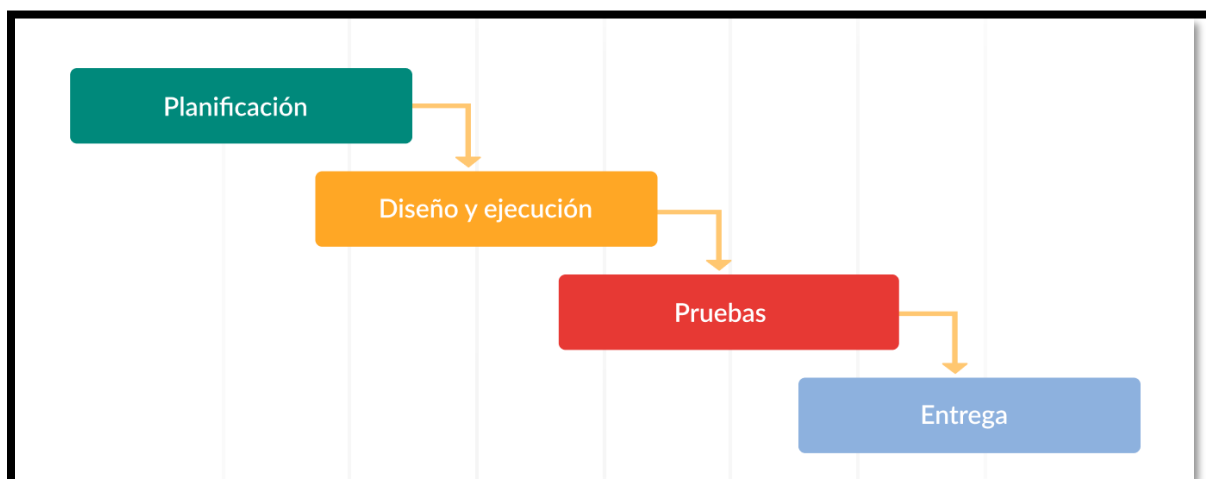 Planificación
Diseño y ejecución
Pruebas
Entrega